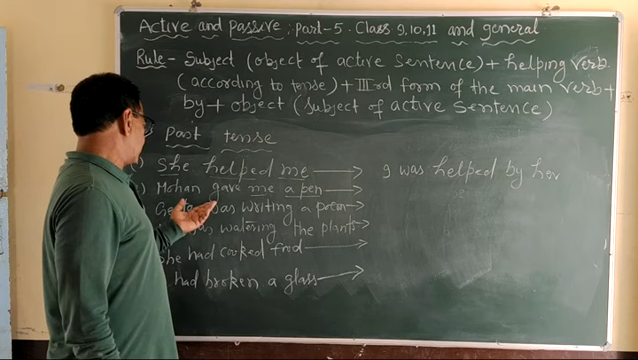 Active and passive: Part-5. Class 9,10,11 and general
Rule- Subject (object of active sentence) + helping verb
(according to tense) + IIIrd form of the main verb +
by + object (subject of active sentence)
Past tense
) She helped me → I was helped by her
) Mohan gave me a pen →
was writing a poem →
was watering the plants →
She had cooked food →
had broken a glass →